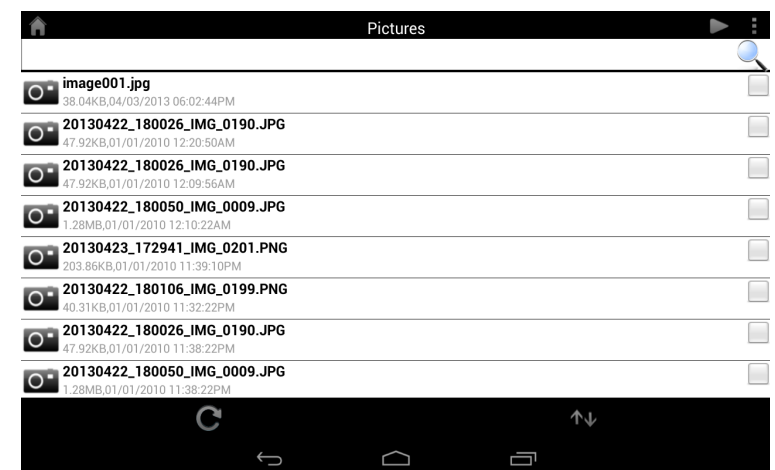 Pictures
image001.jpg
38.04KB,04/03/2013 06:02:44PM
20130422_180026_IMG_0190.JPG
47.92KB,01/01/2010 12:20:50AM
20130422_180026_IMG_0190.JPG
47.92KB,01/01/2010 12:09:56AM
20130422_180050_IMG_0009.JPG
1.28MB,01/01/2010 12:10:22AM
20130423_172941_IMG_0201.PNG
203.86KB,01/01/2010 11:39:10PM
20130422_180106_IMG_0199.PNG
40.31KB,01/01/2010 11:32:22PM
20130422_180026_IMG_0190.JPG
47.92KB,01/01/2010 11:38:22PM
20130422_180050_IMG_0009.JPG
1.28MB,01/01/2010 11:38:22PM